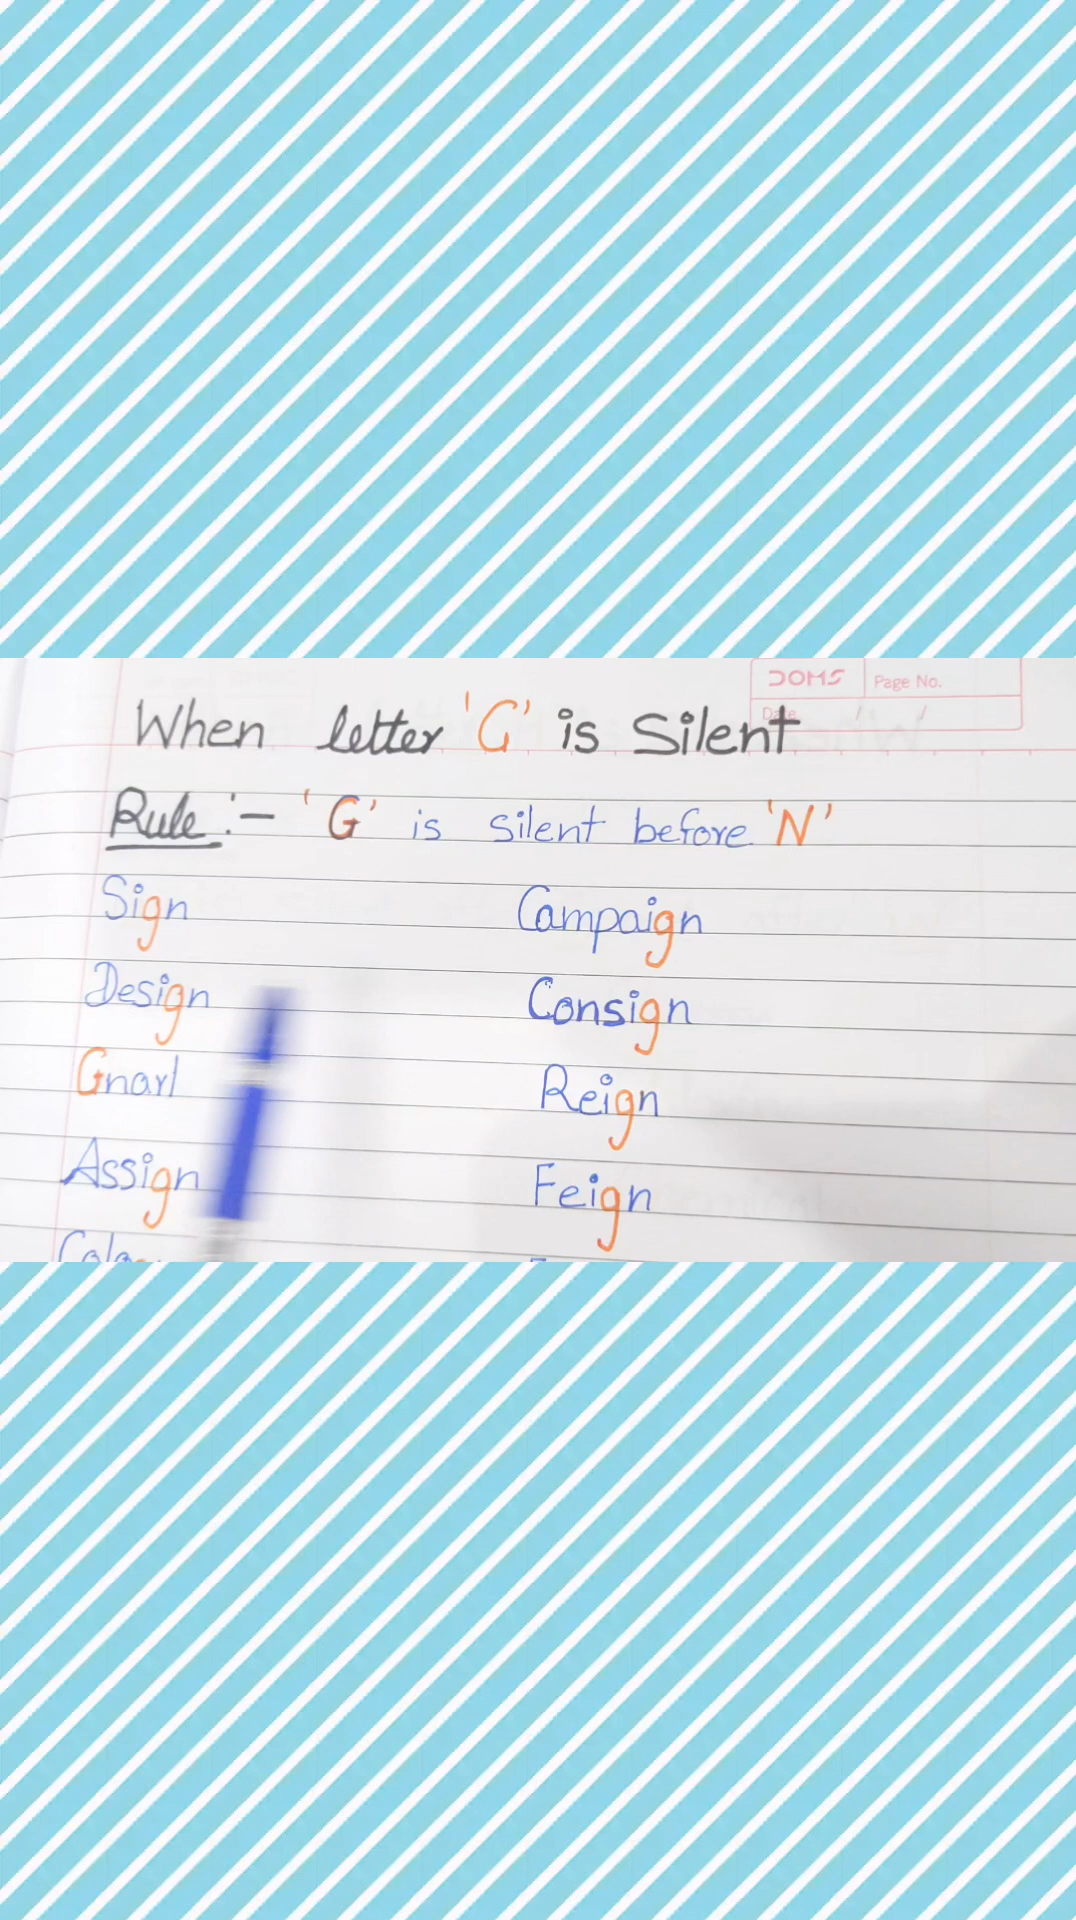 DOMS Page No.
Date / /
When letter 'G' is Silent
Rule :- 'G' is silent before 'N'
Sign Campaign
Design Consign
Gnarl Reign
Assign Feign